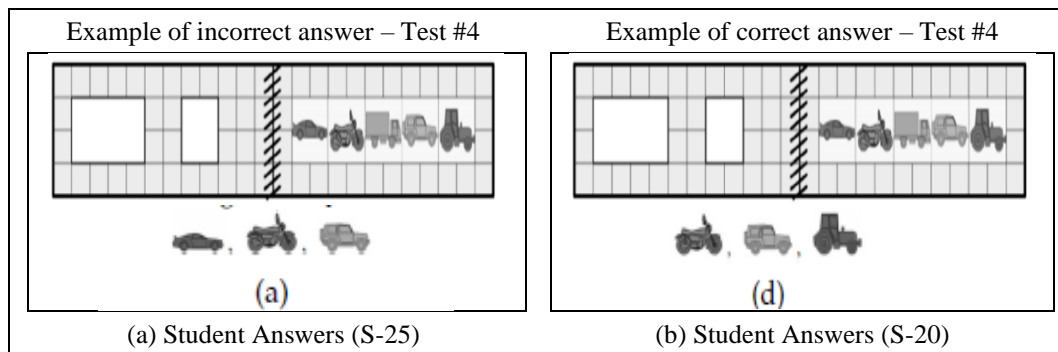 Example of incorrect answer – Test #4
(a)
(a) Student Answers (S-25)
Example of correct answer – Test #4
(d)
(b) Student Answers (S-20)